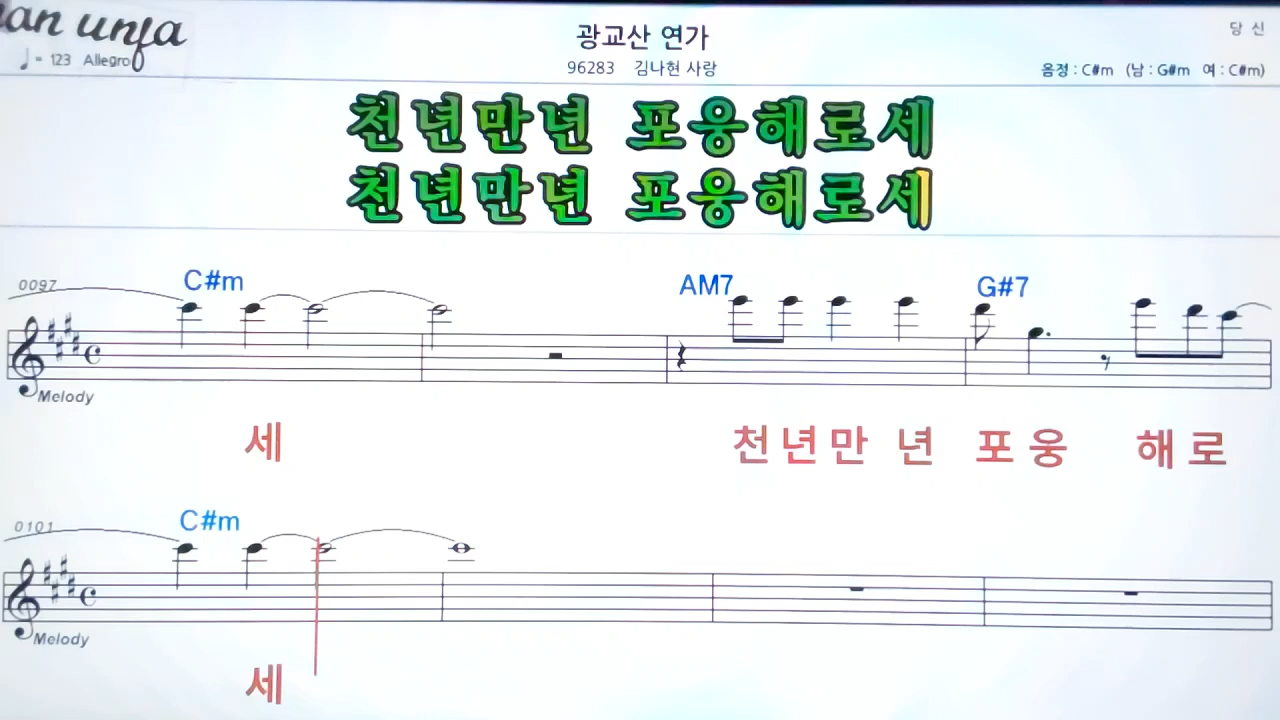 광교산 연가
당 신
♩= 123 Allegro
96283 김나현 사랑
음정 : C#m (남 : G#m 여 : C#m)
천년만년 포옹해로세
천년만년 포옹해로세
0097 C#m AM7 G#7
Melody
세 천 년 만 년 포 옹 해 로
0101 C#m
Melody
세